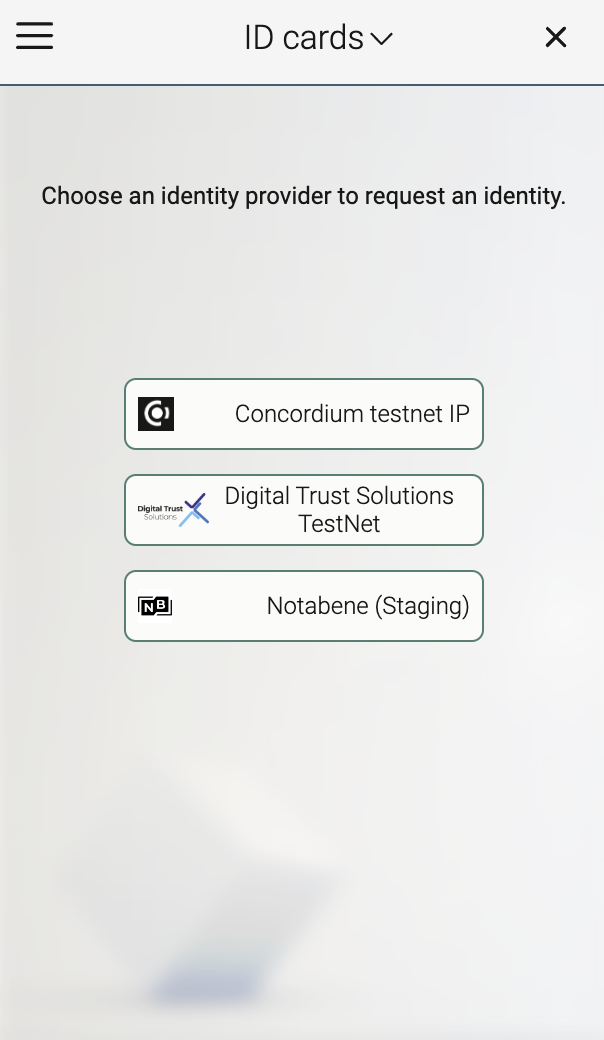 ID cards
Choose an identity provider to request an identity.
Concordium testnet IP
Digital Trust
Solutions
Digital Trust Solutions
TestNet
NB
Notabene (Staging)